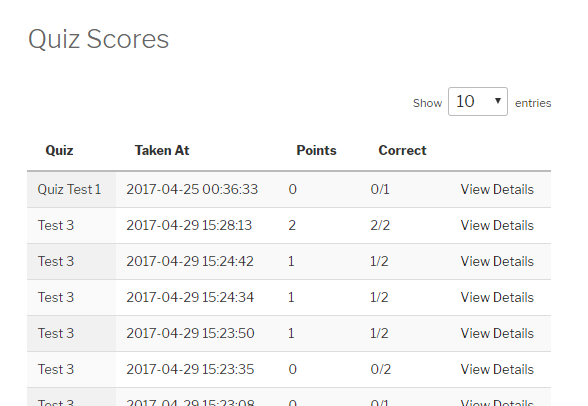 Quiz Scores
Show 10 entries
Quiz Taken At Points Correct
Quiz Test 1 2017-04-25 00:36:33 0 0/1 View Details
Test 3 2017-04-29 15:28:13 2 2/2 View Details
Test 3 2017-04-29 15:24:42 1 1/2 View Details
Test 3 2017-04-29 15:24:34 1 1/2 View Details
Test 3 2017-04-29 15:23:50 1 1/2 View Details
Test 3 2017-04-29 15:23:35 0 0/2 View Details
Test 3 2017-04-29 15:23:08 0 0/1 View Details